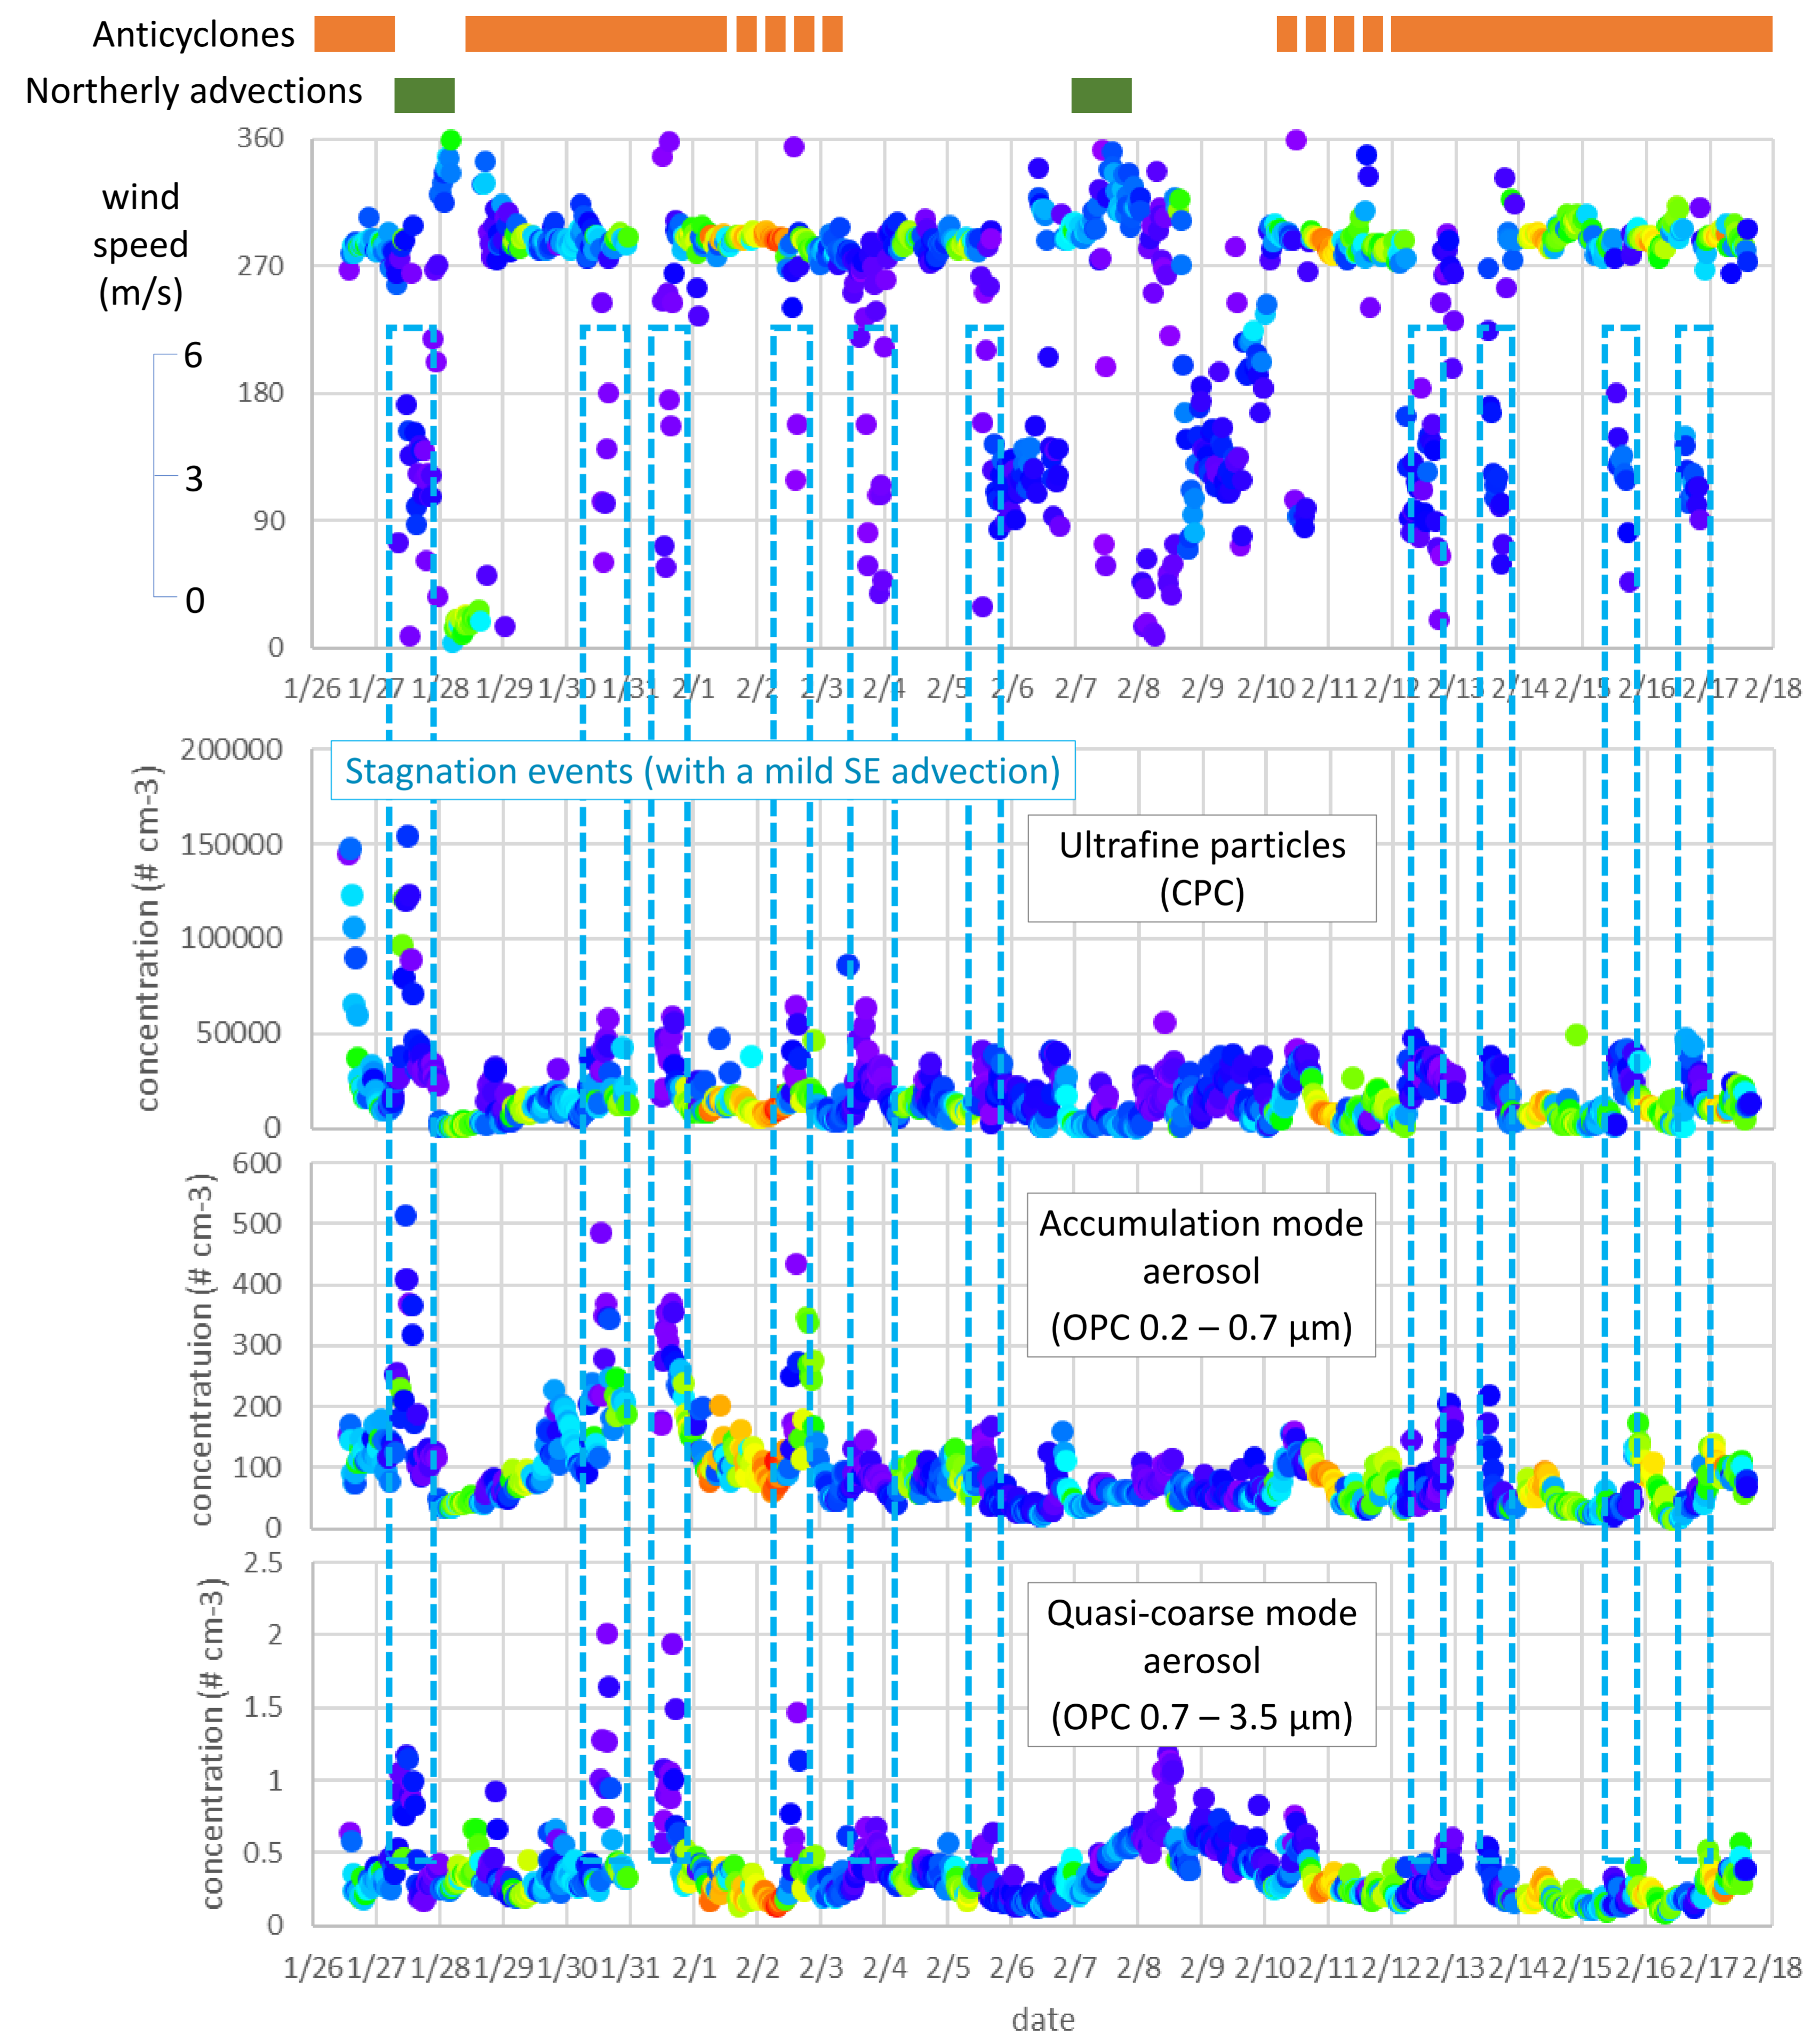 Anticyclones
Northerly advections
wind
speed
(m/s)
6
3
0
360
270
180
90
0
1/26 1/27 1/28 1/29 1/30 1/31 2/1 2/2 2/3 2/4 2/5 2/6 2/7 2/8 2/9 2/10 2/11 2/12 2/13 2/14 2/15 2/16 2/17 2/18
Stagnation events (with a mild SE advection)
concentration (# cm-3)
200000
150000
100000
50000
0
Ultrafine particles
(CPC)
concentratuion (# cm-3)
600
500
400
300
200
100
0
Accumulation mode
aerosol
(OPC 0.2 – 0.7 µm)
concentration (# cm-3)
2.5
2
1.5
1
0.5
0
Quasi-coarse mode
aerosol
(OPC 0.7 – 3.5 µm)
1/26 1/27 1/28 1/29 1/30 1/31 2/1 2/2 2/3 2/4 2/5 2/6 2/7 2/8 2/9 2/10 2/11 2/12 2/13 2/14 2/15 2/16 2/17 2/18
date